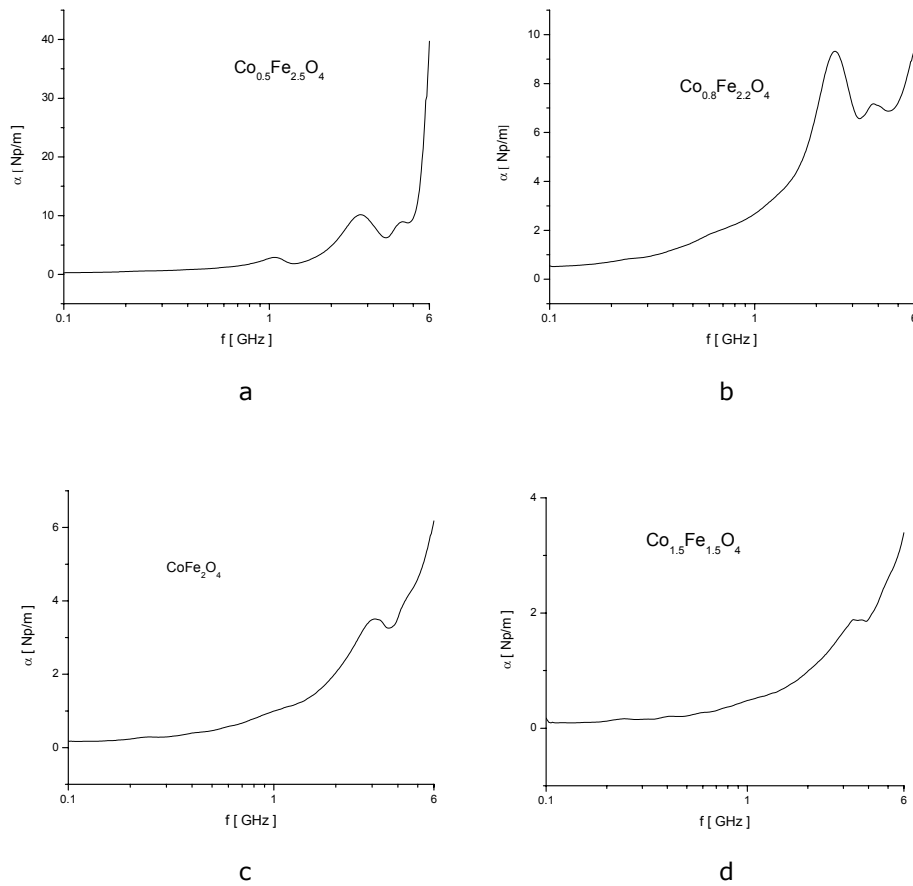 40
30
20
10
0
α [ Np/m ]
Co0.5Fe2.5O4
0.1
1
6
f [ GHz ]
a
10
8
6
4
2
0
α [ Np/m]
Co0.8Fe2.2O4
0.1
1
6
f [ GHz ]
b
6
4
2
0
α [ Np/m ]
CoFe2O4
0.1
1
6
f [ GHz ]
c
4
2
0
α [ Np/m ]
Co1.5Fe1.5O4
0.1
1
6
f [ GHz ]
d